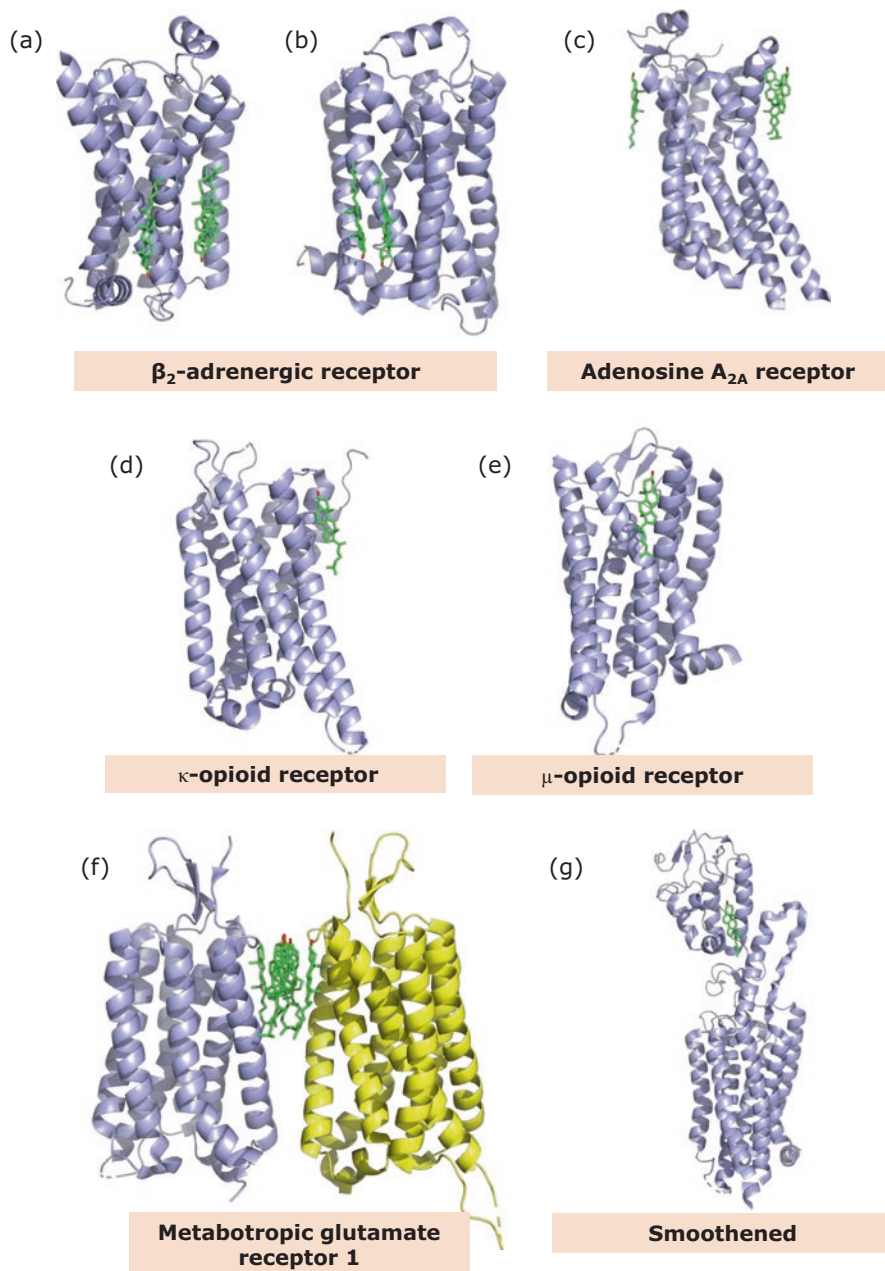 (a)
(b)
(c)
β₂-adrenergic receptor
Adenosine A₂A receptor
(d)
(e)
κ-opioid receptor
μ-opioid receptor
(f)
(g)
Metabotropic glutamate
receptor 1
Smoothened